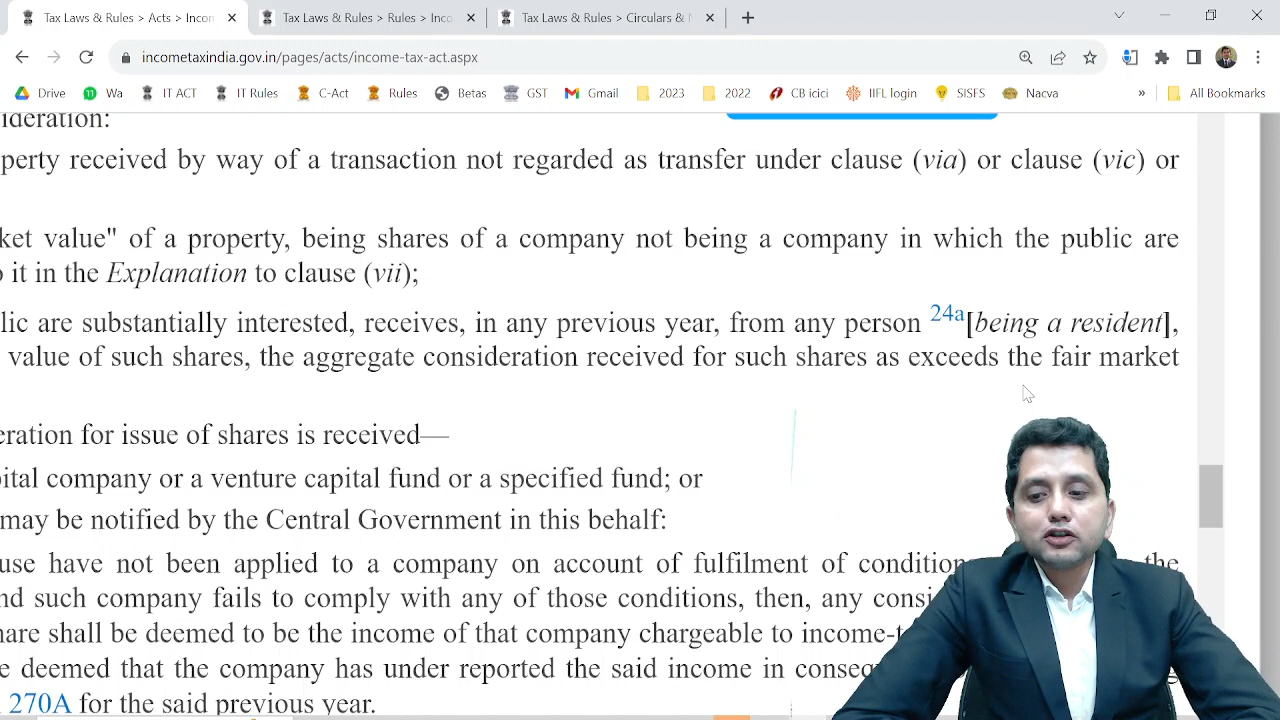 Tax Laws & Rules > Acts > Incon
Tax Laws & Rules > Rules > Inco
Tax Laws & Rules > Circulars & N
incometaxindia.gov.in/pages/acts/income-tax-act.aspx
Drive Wa IT ACT IT Rules C-Act Rules Betas GST Gmail 2023 2022 CB icici IIFL login SISFS Nacva » All Bookmarks
ideration:
perty received by way of a transaction not regarded as transfer under clause (via) or clause (vic) or
ket value" of a property, being shares of a company not being a company in which the public are
o it in the Explanation to clause (vii);
lic are substantially interested, receives, in any previous year, from any person 24a[being a resident],
value of such shares, the aggregate consideration received for such shares as exceeds the fair market
eration for issue of shares is received—
pital company or a venture capital fund or a specified fund; or
may be notified by the Central Government in this behalf:
use have not been applied to a company on account of fulfilment of condition the
nd such company fails to comply with any of those conditions, then, any consi
hare shall be deemed to be the income of that company chargeable to income-t
e deemed that the company has under reported the said income in conseq
270A for the said previous year.